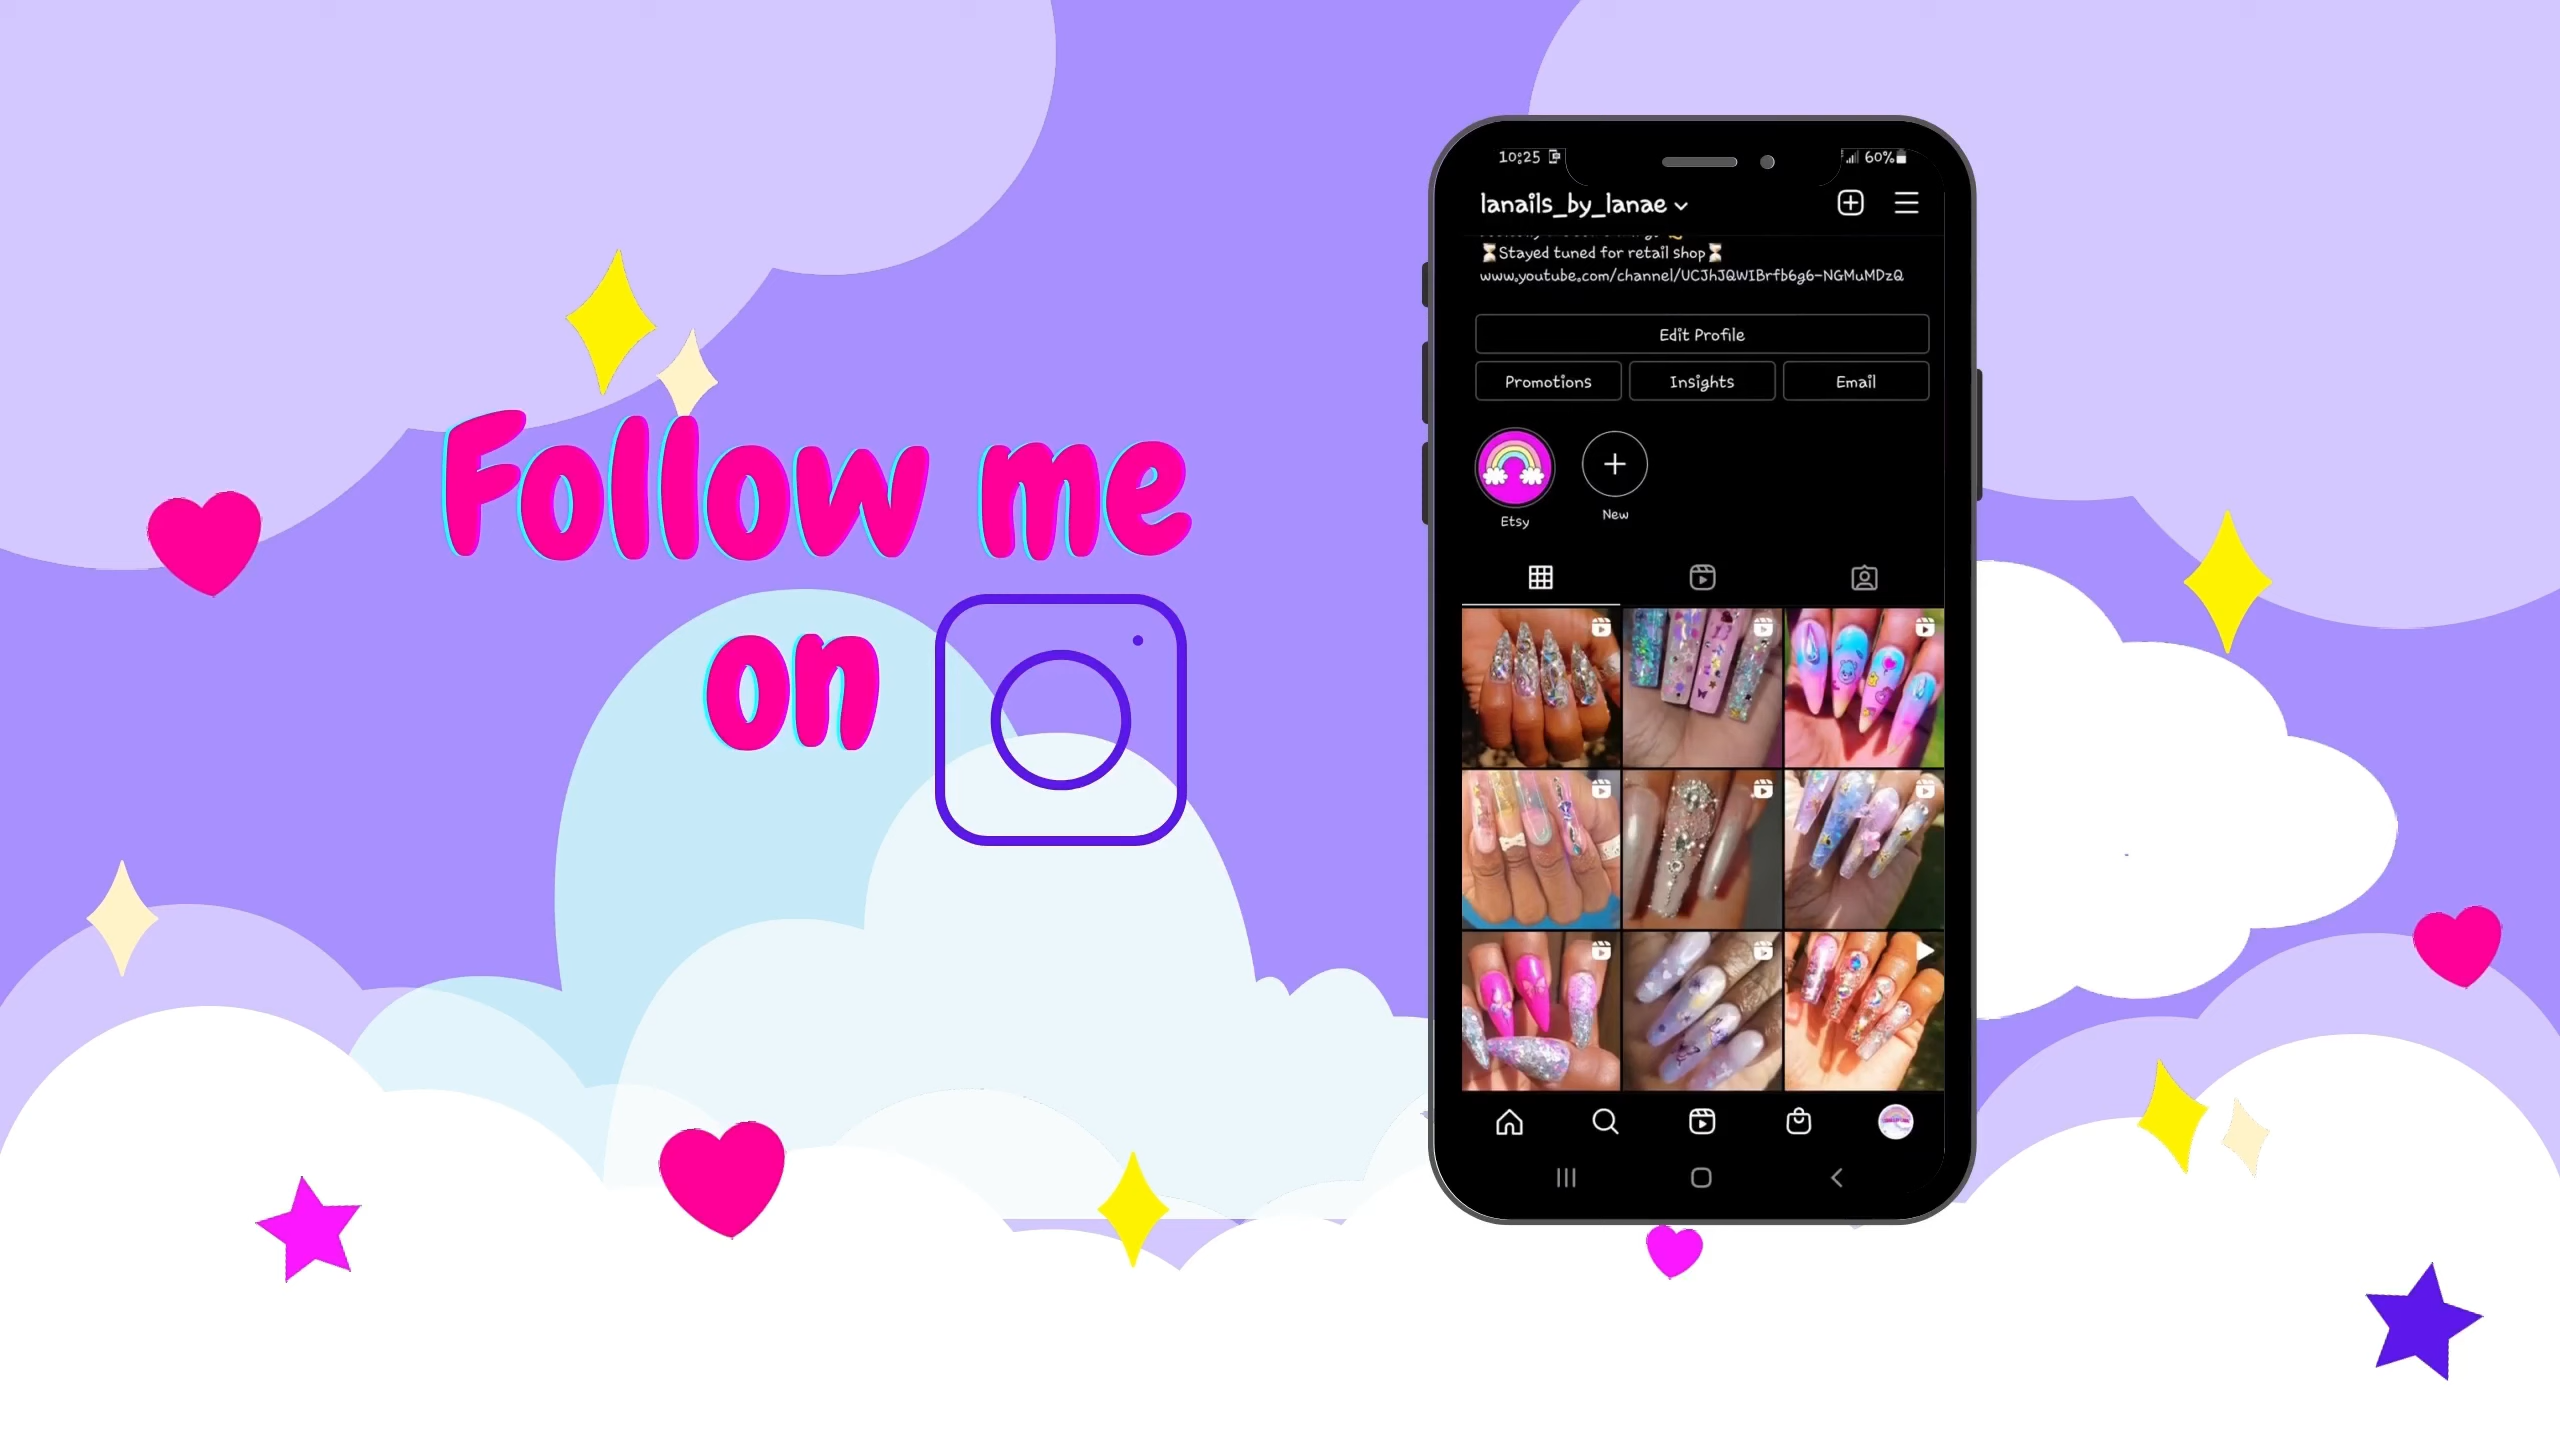 Follow me
on
10:25
60%
lanails_by_lanae
⏳Stayed tuned for retail shop⏳
www.youtube.com/channel/UCJhJQWIBrfb6g6-NGMuMDzQ
Edit Profile
Promotions
Insights
Email
Etsy
New